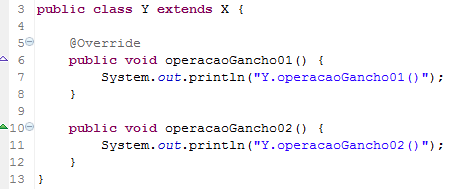 3 public class Y extends X {
4
5 @Override
6 public void operacaoGancho01() {
7 System.out.println("Y.operacaoGancho01()");
8 }
9
10 public void operacaoGancho02() {
11 System.out.println("Y.operacaoGancho02()");
12 }
13 }